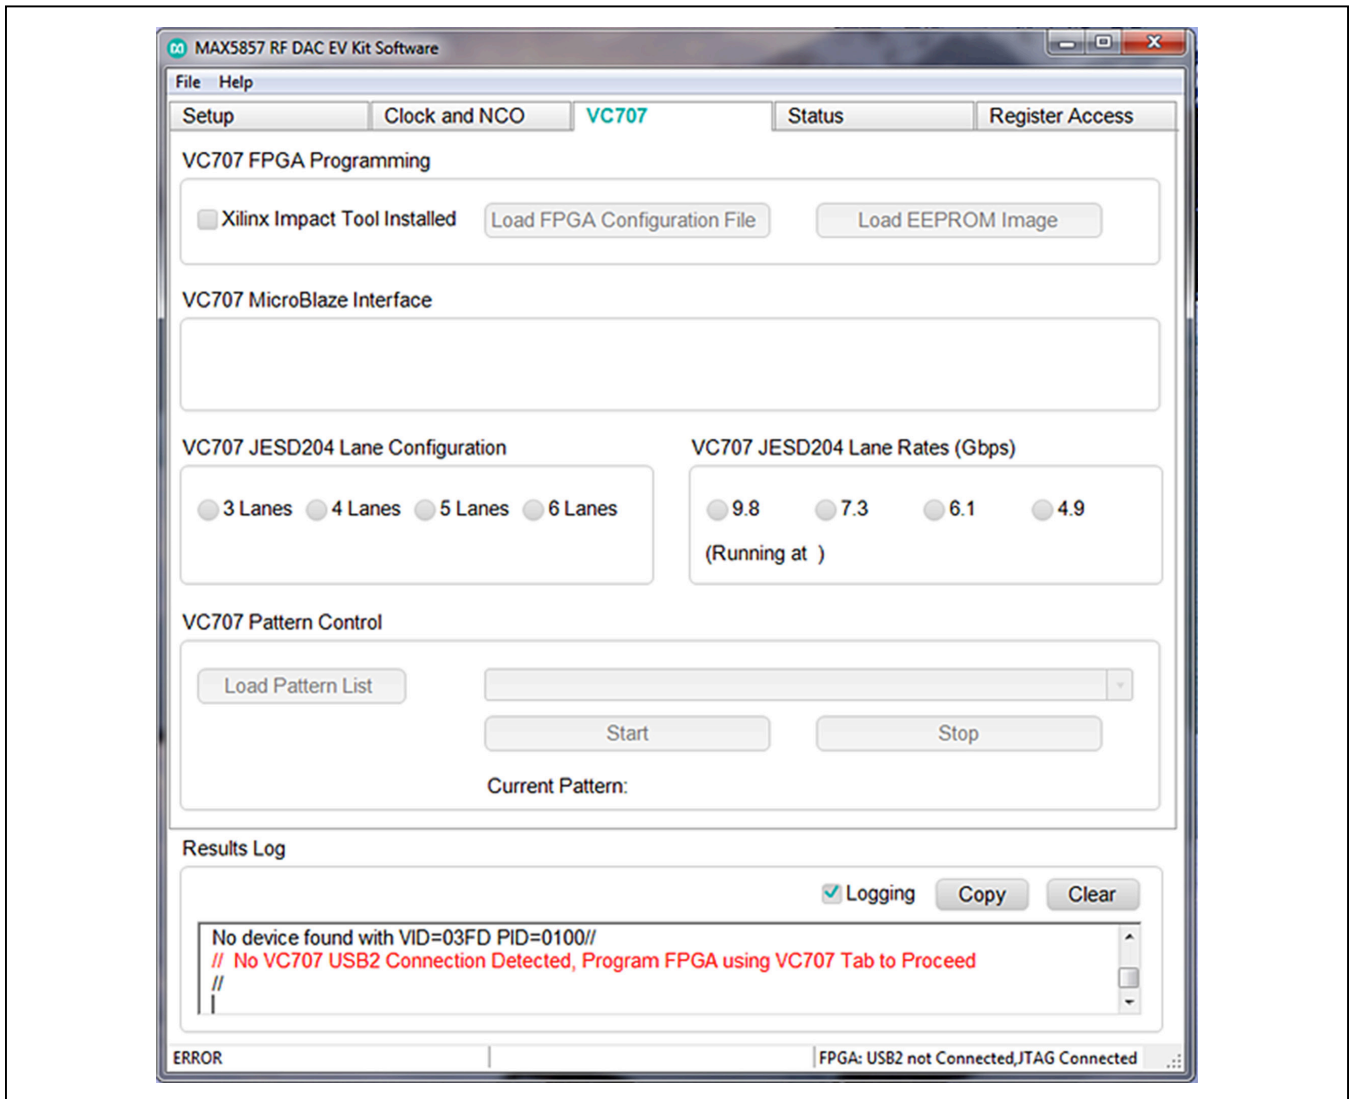 MAX5857 RF DAC EV Kit Software
File Help
Setup Clock and NCO VC707 Status Register Access
VC707 FPGA Programming
Xilinx Impact Tool Installed Load FPGA Configuration File Load EEPROM Image
VC707 MicroBlaze Interface
VC707 JESD204 Lane Configuration VC707 JESD204 Lane Rates (Gbps)
3 Lanes 4 Lanes 5 Lanes 6 Lanes 9.8 7.3 6.1 4.9
(Running at )
VC707 Pattern Control
Load Pattern List
Start Stop
Current Pattern:
Results Log
Logging Copy Clear
No device found with VID=03FD PID=0100//
// No VC707 USB2 Connection Detected, Program FPGA using VC707 Tab to Proceed
//
ERROR FPGA: USB2 not Connected,JTAG Connected